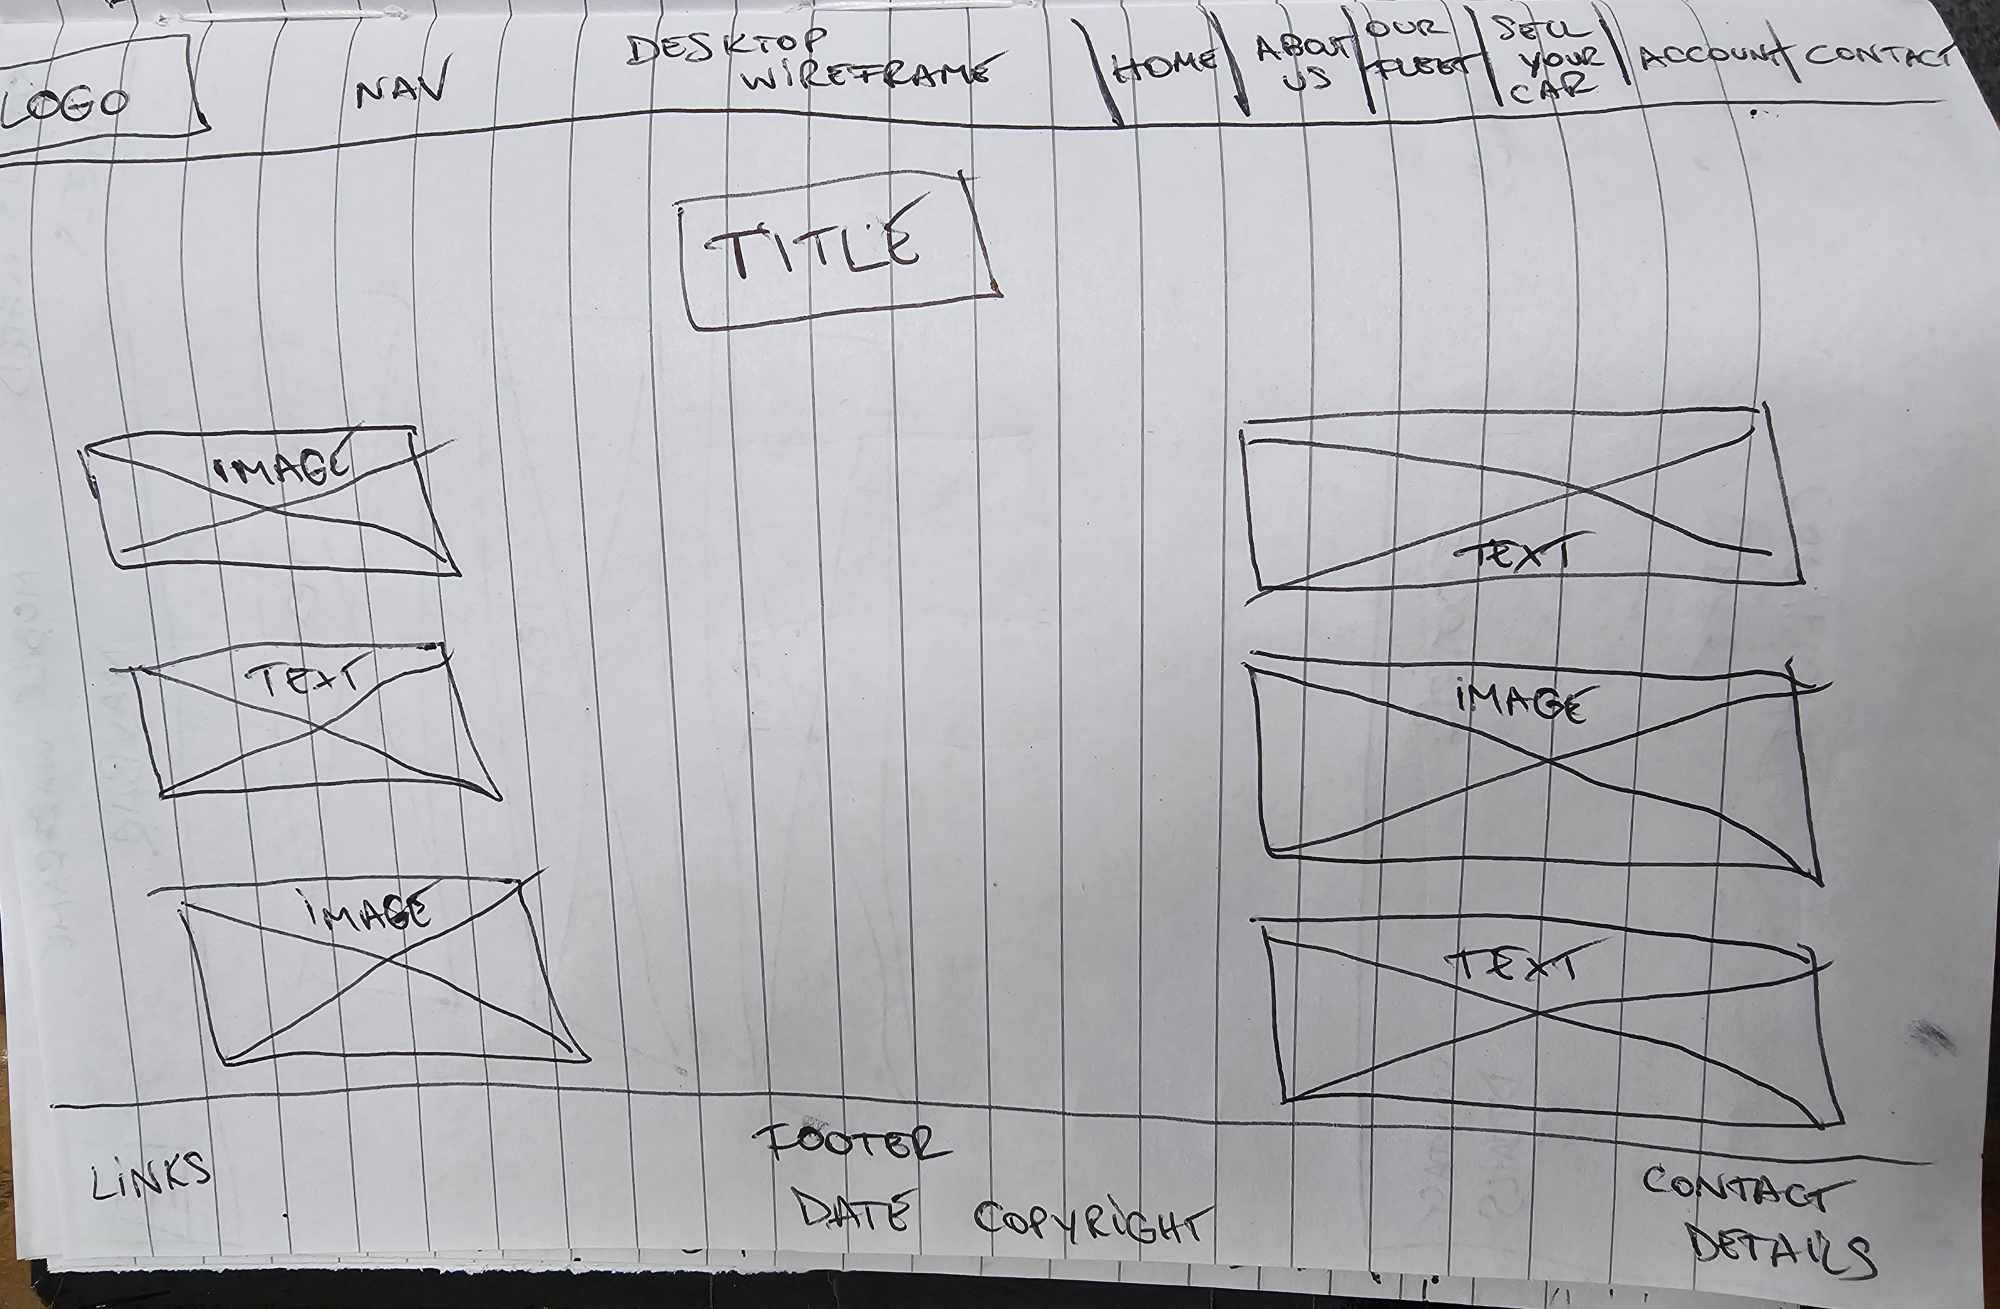 LOGO
NAV
DESKTOP
WIREFRAME
HOME
ABOUT
US
OUR
FLEET
SELL
YOUR
CAR
ACCOUNT
CONTACT
TITLE
IMAGE
TEXT
TEXT
IMAGE
IMAGE
TEXT
LINKS
FOOTER
DATE COPYRIGHT
CONTACT
DETAILS